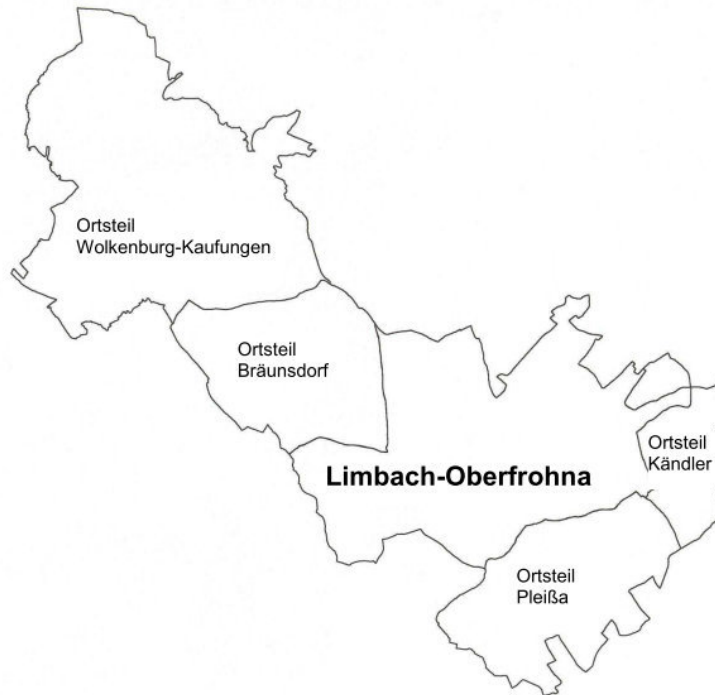 Ortsteil
Wolkenburg-Kaufungen
Ortsteil
Bräunsdorf
Limbach-Oberfrohna
Ortsteil
Kändler
Ortsteil
Pleißa